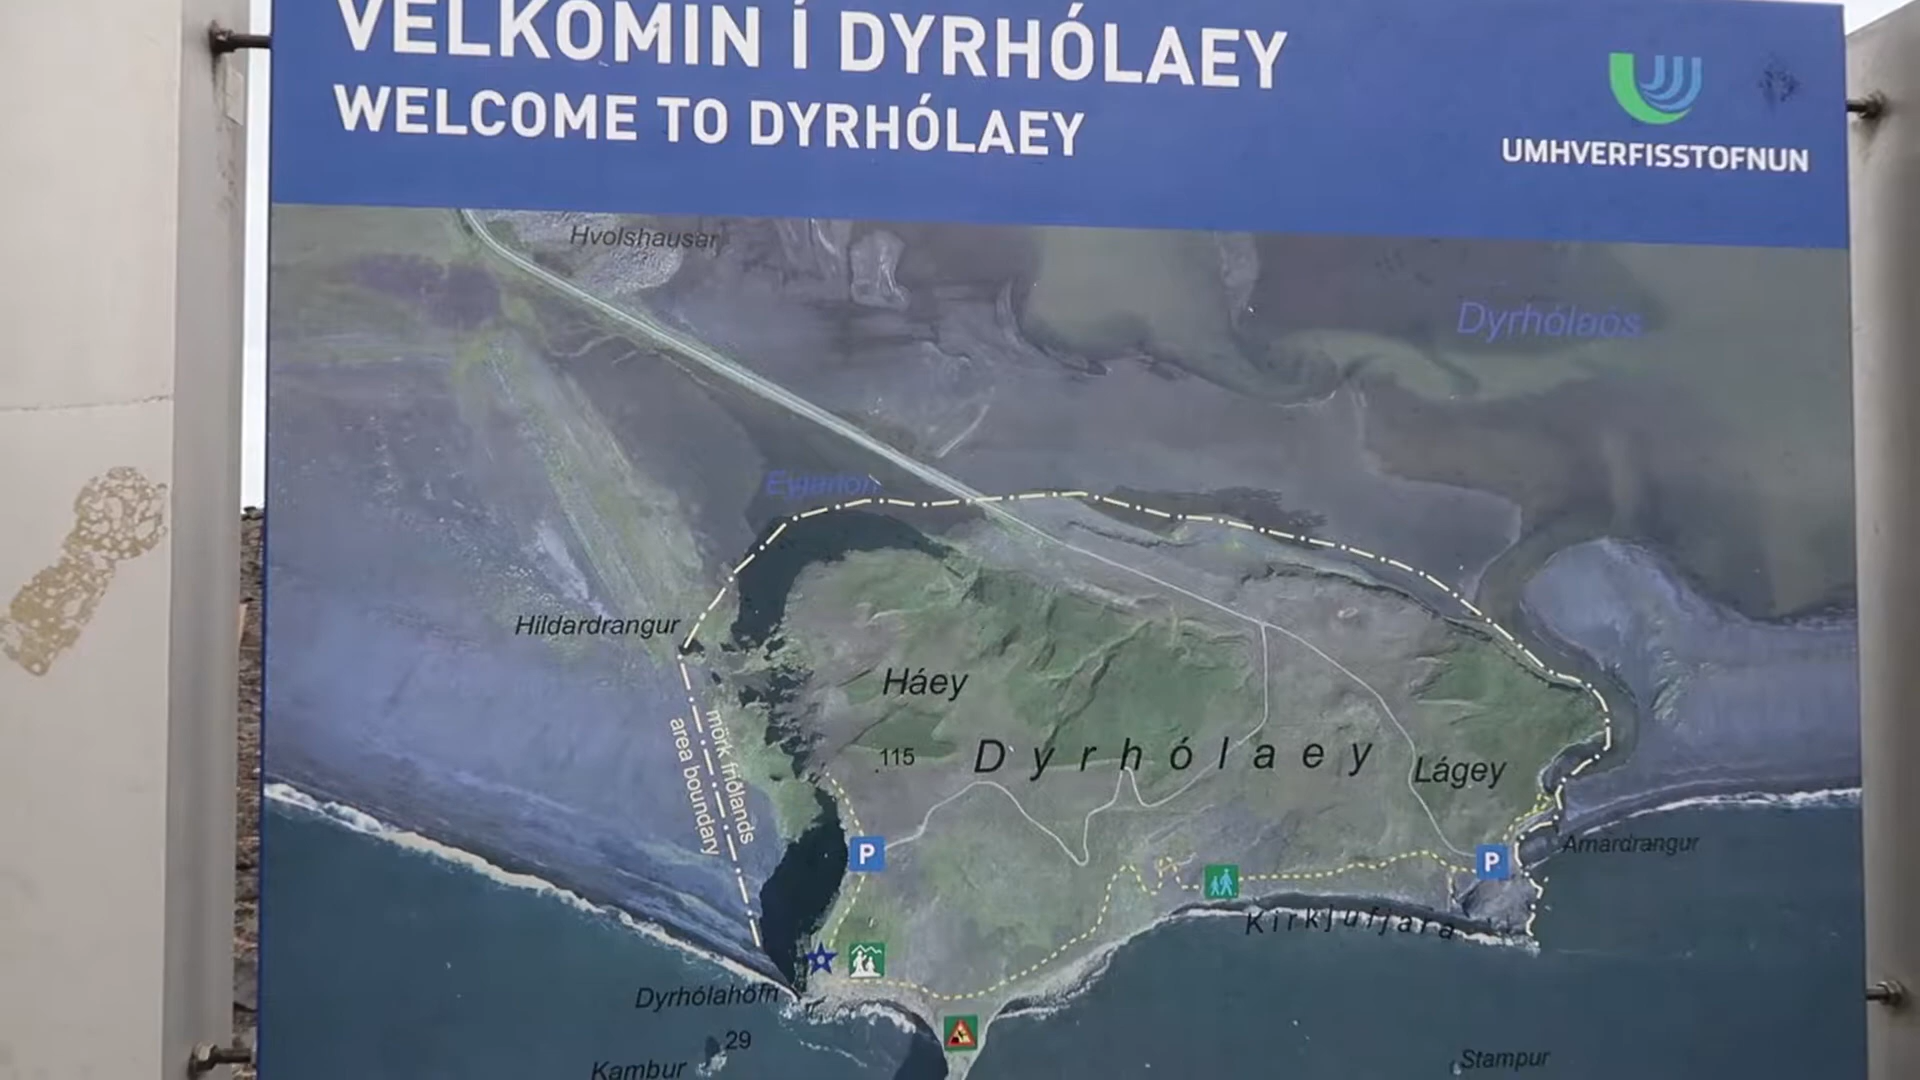 VELKOMIN Í DYRHÓLAEY
WELCOME TO DYRHÓLAEY
UMHVERFISSTOFNUN
Hvolshausar
Dyrhólaós
Hildardrangur
Háey
115
Dyrhólaey
Lágey
mörk friðlands
area boundary
P
P
Arnardrangur
Kirkjufjara
Dyrhólahöfn
29
Kambur
Stampur